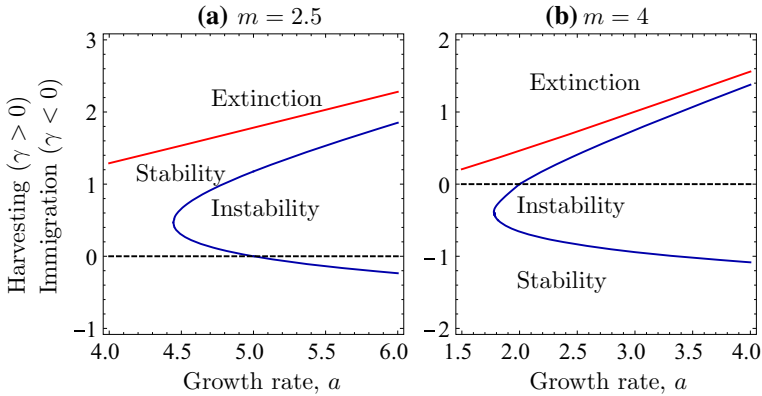 (a) m = 2.5
(b) m = 4
Harvesting (γ > 0)
Immigration (γ < 0)
3
2
1
0
−1
Extinction
Stability
Instability
4.0 4.5 5.0 5.5 6.0
Growth rate, a
3
2
1
0
−1
−2
Extinction
Instability
Stability
1.5 2.0 2.5 3.0 3.5 4.0
Growth rate, a